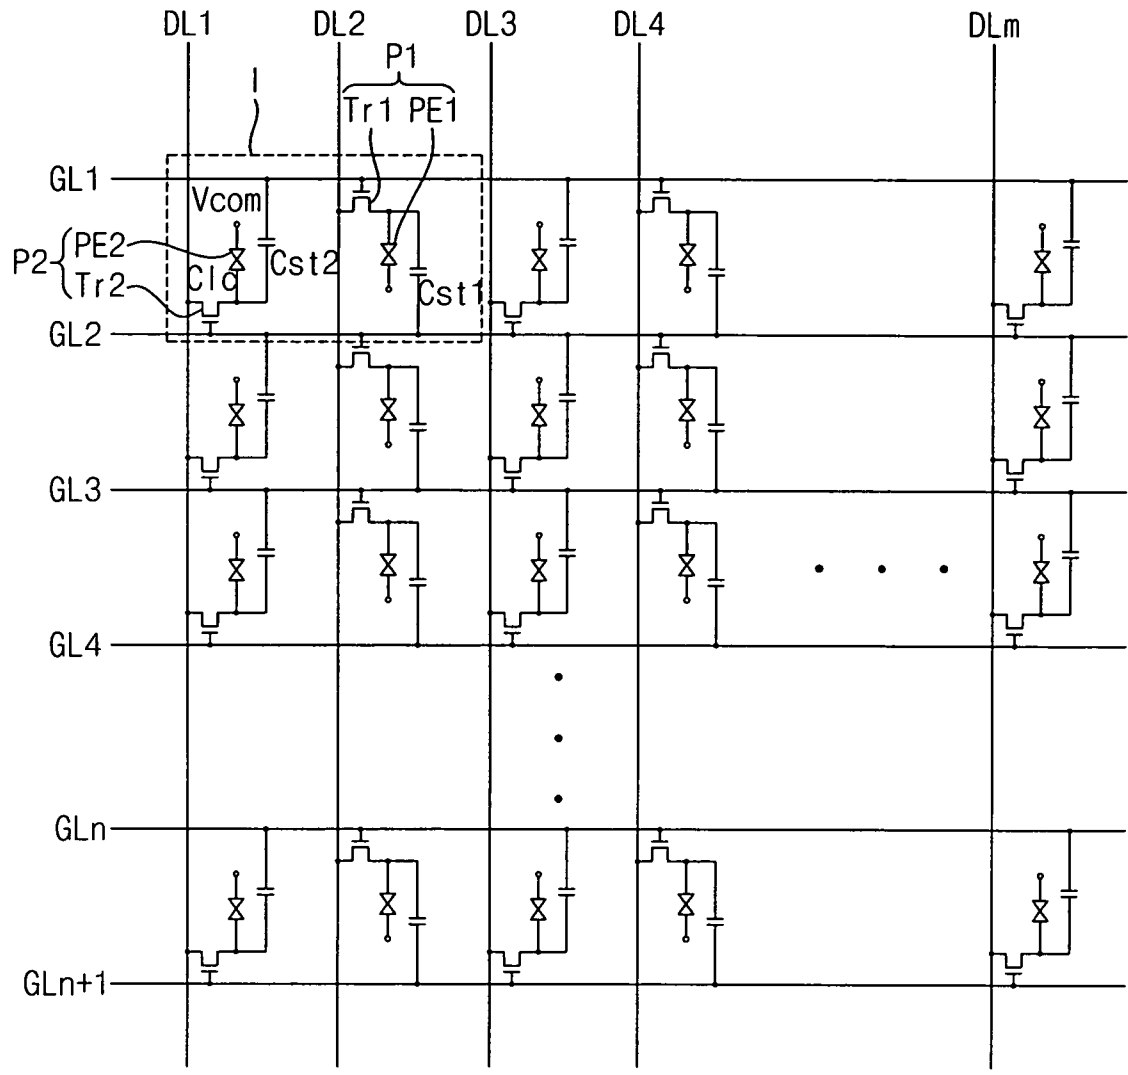 DL1 DL2 DL3 DL4 DLm
P1
I
Tr1 PE1
GL1
Vcom
P2 PE2
Clc Cst2
Tr2
Cst1
GL2
GL3
GL4
GLn
GLn+1